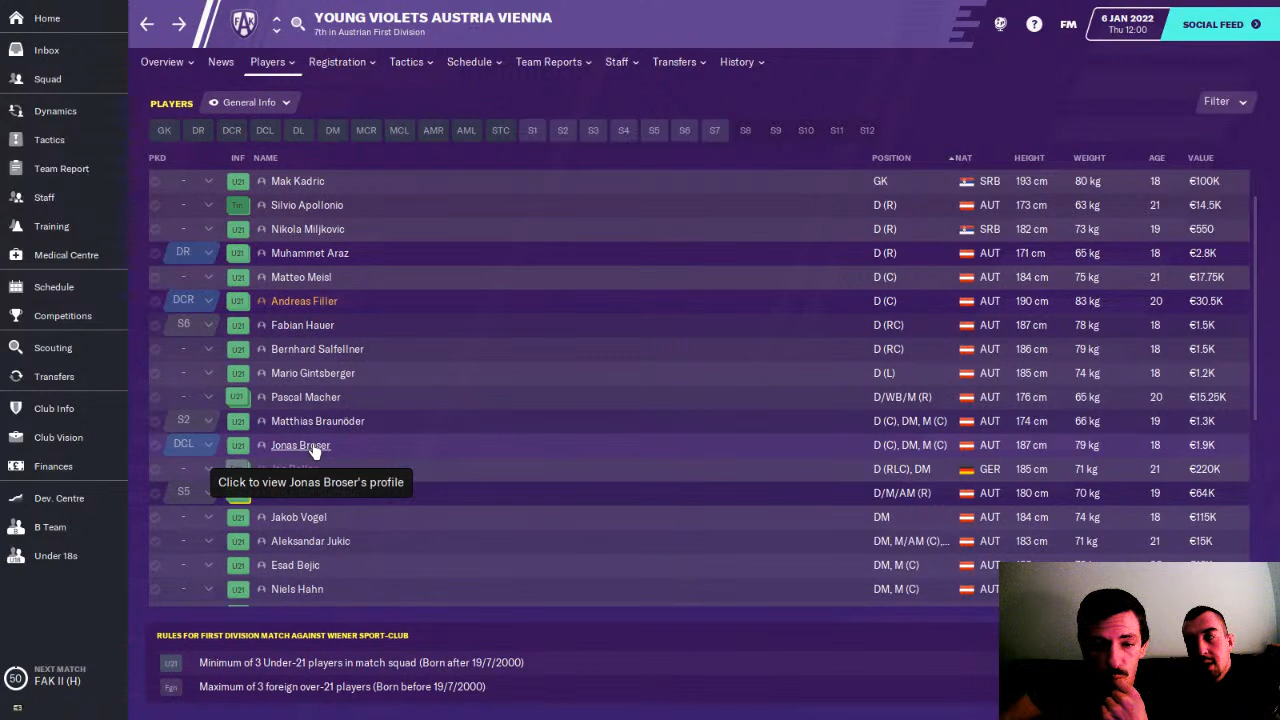 Home
Inbox
Squad
Dynamics
Tactics
Team Report
Staff
Training
Medical Centre
Schedule
Competitions
Scouting
Transfers
Club Info
Club Vision
Finances
Dev. Centre
B Team
Under 18s
50 NEXT MATCH
FAK II (H)
YOUNG VIOLETS AUSTRIA VIENNA
7th in Austrian First Division
FM
6 JAN 2022
Thu 12:00
SOCIAL FEED
Overview News Players Registration Tactics Schedule Team Reports Staff Transfers History
PLAYERS General Info Filter
GK DR DCR DCL DL DM MCR MCL AMR AML STC S1 S2 S3 S4 S5 S6 S7 S8 S9 S10 S11 S12
PKD INF NAME POSITION NAT HEIGHT WEIGHT AGE VALUE
- U21 Mak Kadric GK SRB 193 cm 80 kg 18 €100K
- Trn Silvio Apollonio D (R) AUT 173 cm 63 kg 21 €14.5K
- U21 Nikola Miljkovic D (R) SRB 182 cm 73 kg 19 €550
DR U21 Muhammet Araz D (R) AUT 171 cm 65 kg 18 €2.8K
- U21 Matteo Meisl D (C) AUT 184 cm 75 kg 21 €17.75K
DCR U21 Andreas Filler D (C) AUT 190 cm 83 kg 20 €30.5K
S6 U21 Fabian Hauer D (RC) AUT 187 cm 78 kg 18 €1.5K
- U21 Bernhard Salfellner D (RC) AUT 186 cm 79 kg 18 €1.5K
- U21 Mario Gintsberger D (L) AUT 185 cm 74 kg 18 €1.2K
- U21 Pascal Macher D/WB/M (R) AUT 176 cm 65 kg 20 €15.25K
S2 U21 Matthias Braunöder D (C), DM, M (C) AUT 174 cm 66 kg 19 €1.3K
DCL U21 Jonas Broser D (C), DM, M (C) AUT 187 cm 79 kg 18 €1.9K
D (RLC), DM GER 185 cm 71 kg 21 €220K
Click to view Jonas Broser's profile
S5 D/M/AM (R) AUT 180 cm 70 kg 19 €64K
- U21 Jakob Vogel DM AUT 184 cm 74 kg 18 €115K
- U21 Aleksandar Jukic DM, M/AM (C),... AUT 183 cm 71 kg 21 €15K
- U21 Esad Bejic DM, M (C) AUT
- U21 Niels Hahn DM, M (C) AUT
RULES FOR FIRST DIVISION MATCH AGAINST WIENER SPORT-CLUB
U21 Minimum of 3 Under-21 players in match squad (Born after 19/7/2000)
Fgn Maximum of 3 foreign over-21 players (Born before 19/7/2000)